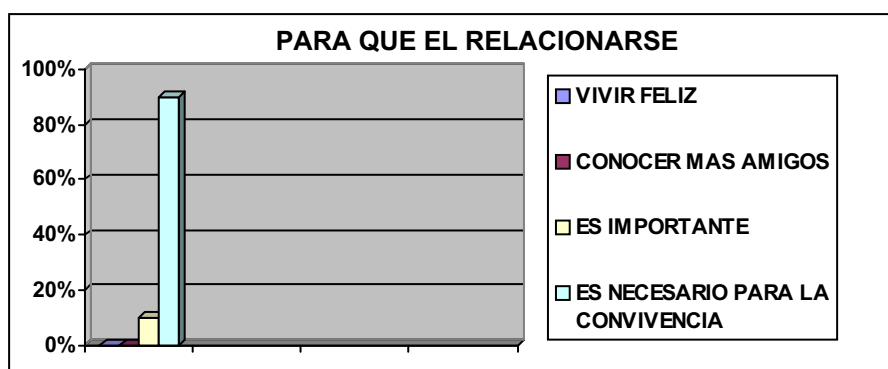 PARA QUE EL RELACIONARSE
100%
80%
60%
40%
20%
0%
VIVIR FELIZ
CONOCER MAS AMIGOS
ES IMPORTANTE
ES NECESARIO PARA LA
CONVIVENCIA